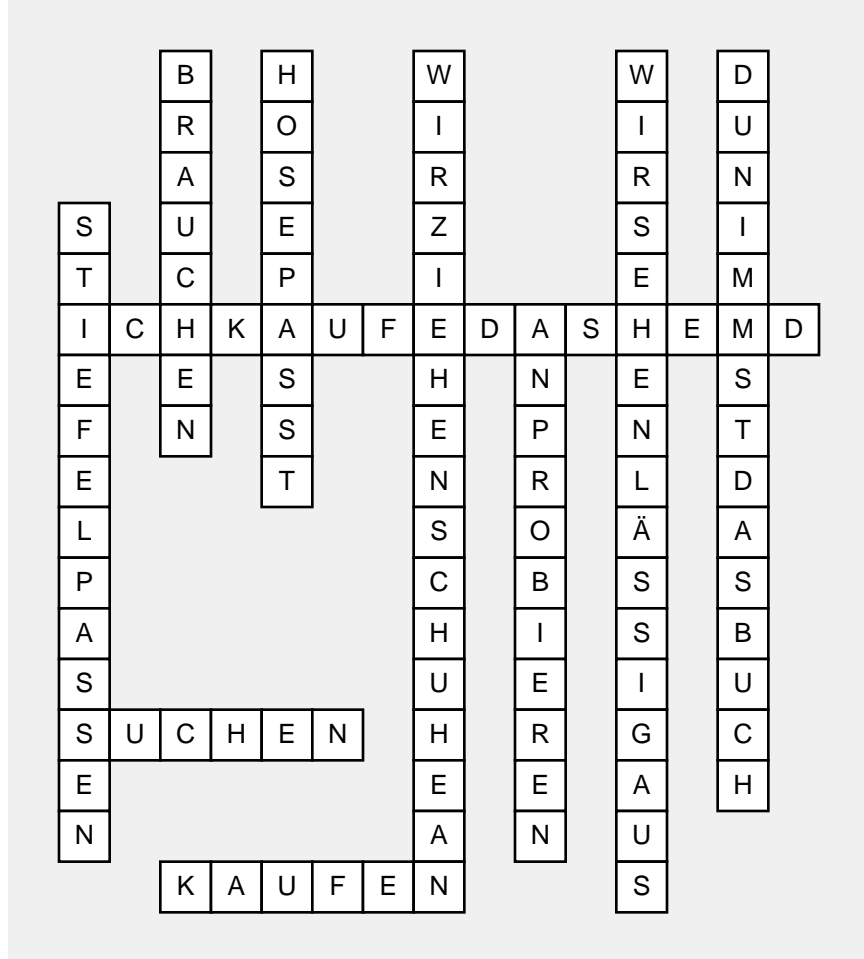 BRAUCHEN
HOSEPASST
WIRZIEHENSCHUHEAN
WIRSEHENLÄSSIGAUS
DUNIMMSTDASBUCH
STIEFELPASSEN
ICHKAUFEDASHEMD
ANPROBIEREN
SUCHEN
KAUFEN